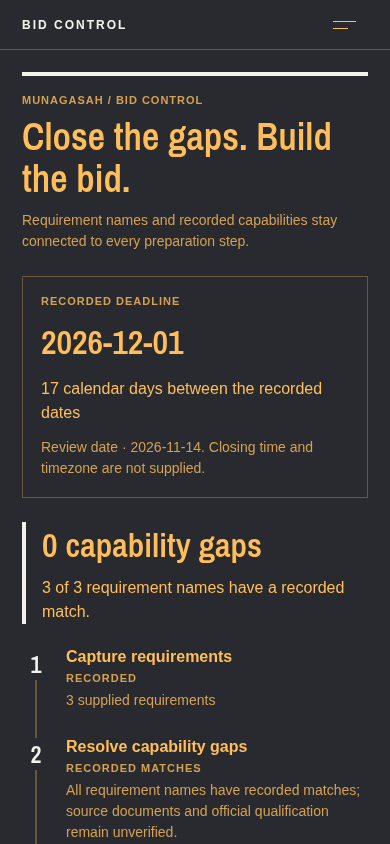 BID CONTROL
MUNAGASAH / BID CONTROL
Close the gaps. Build
the bid.
Requirement names and recorded capabilities stay
connected to every preparation step.
RECORDED DEADLINE
2026-12-01
17 calendar days between the recorded
dates
Review date · 2026-11-14. Closing time and
timezone are not supplied.
0 capability gaps
3 of 3 requirement names have a recorded
match.
1
Capture requirements
RECORDED
3 supplied requirements
2
Resolve capability gaps
RECORDED MATCHES
All requirement names have recorded matches;
source documents and official qualification
remain unverified.